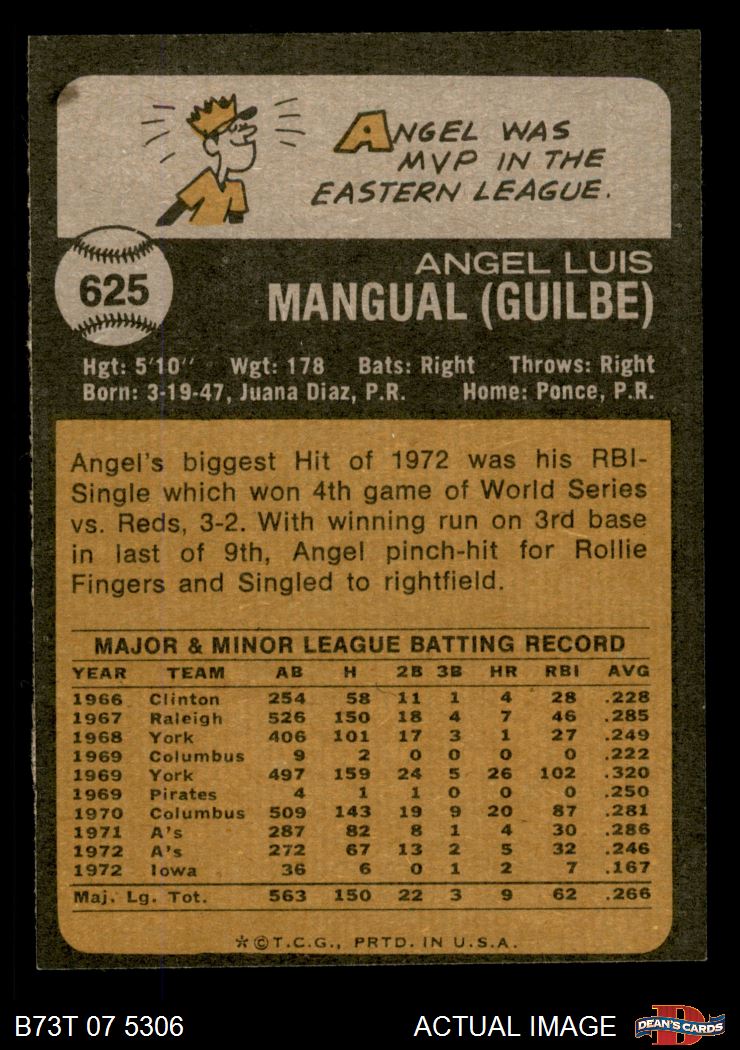 ANGEL WAS
MVP IN THE
EASTERN LEAGUE.
625
ANGEL LUIS
MANGUAL (GUILBE)
Hgt: 5'10" Wgt: 178 Bats: Right Throws: Right
Born: 3-19-47, Juana Diaz, P.R. Home: Ponce, P.R.
Angel's biggest Hit of 1972 was his RBI-
Single which won 4th game of World Series
vs. Reds, 3-2. With winning run on 3rd base
in last of 9th, Angel pinch-hit for Rollie
Fingers and Singled to rightfield.
MAJOR & MINOR LEAGUE BATTING RECORD
YEAR TEAM AB H 2B 3B HR RBI AVG
1966 Clinton 254 58 11 1 4 28 .228
1967 Raleigh 526 150 18 4 7 46 .285
1968 York 406 101 17 3 1 27 .249
1969 Columbus 9 2 0 0 0 0 .222
1969 York 497 159 24 5 26 102 .320
1969 Pirates 4 1 1 0 0 0 .250
1970 Columbus 509 143 19 9 20 87 .281
1971 A's 287 82 8 1 4 30 .286
1972 A's 272 67 13 2 5 32 .246
1972 Iowa 36 6 0 1 2 7 .167
Maj. Lg. Tot. 563 150 22 3 9 62 .266
*©T.C.G., PRTD. IN U.S.A.
B73T 07 5306 ACTUAL IMAGE
DEAN'S CARDS